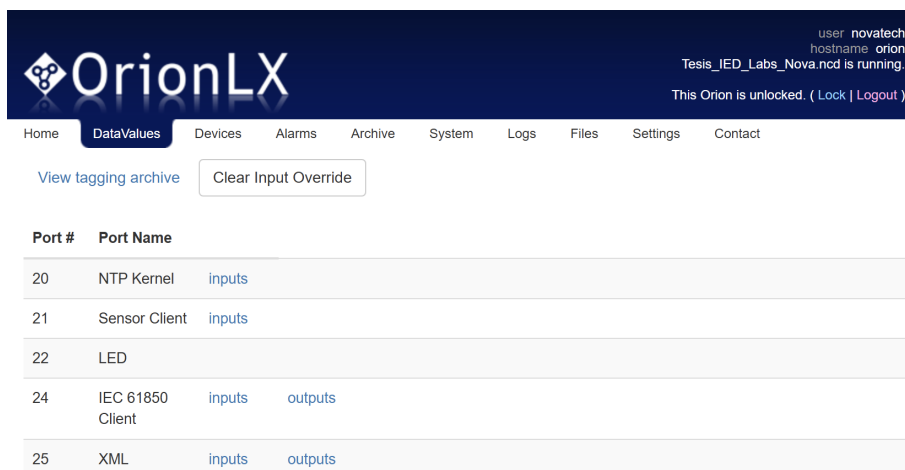 user novatech
hostname orion
OrionLX
Tesis_IED_Labs_Nova.ncd is running.
This Orion is unlocked. ( Lock | Logout )
Home DataValues Devices Alarms Archive System Logs Files Settings Contact
View tagging archive Clear Input Override
Port # Port Name
20 NTP Kernel inputs
21 Sensor Client inputs
22 LED
24 IEC 61850 inputs outputs
Client
25 XML inputs outputs